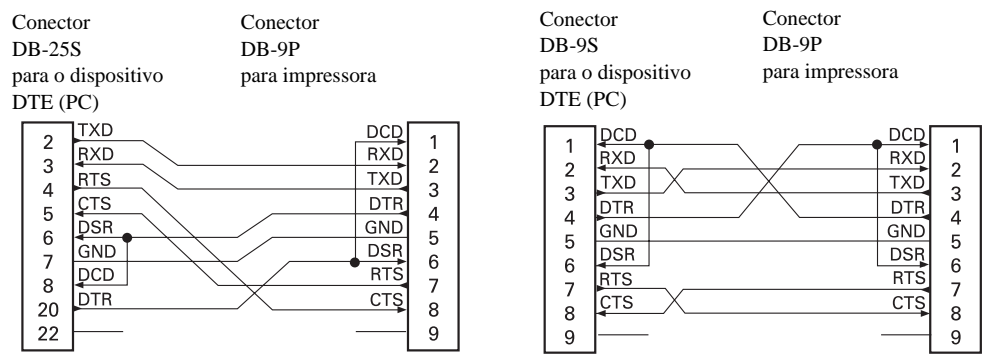 Conector
DB-25S
para o dispositivo
DTE (PC)
Conector
DB-9P
para impressora
2 TXD DCD 1
3 RXD RXD 2
4 RTS TXD 3
5 CTS DTR 4
6 DSR GND 5
7 GND DSR 6
8 DCD RTS 7
20 DTR CTS 8
22 9
Conector
DB-9S
para o dispositivo
DTE (PC)
Conector
DB-9P
para impressora
1 DCD DCD 1
2 RXD RXD 2
3 TXD TXD 3
4 DTR DTR 4
5 GND GND 5
6 DSR DSR 6
7 RTS RTS 7
8 CTS CTS 8
9 9